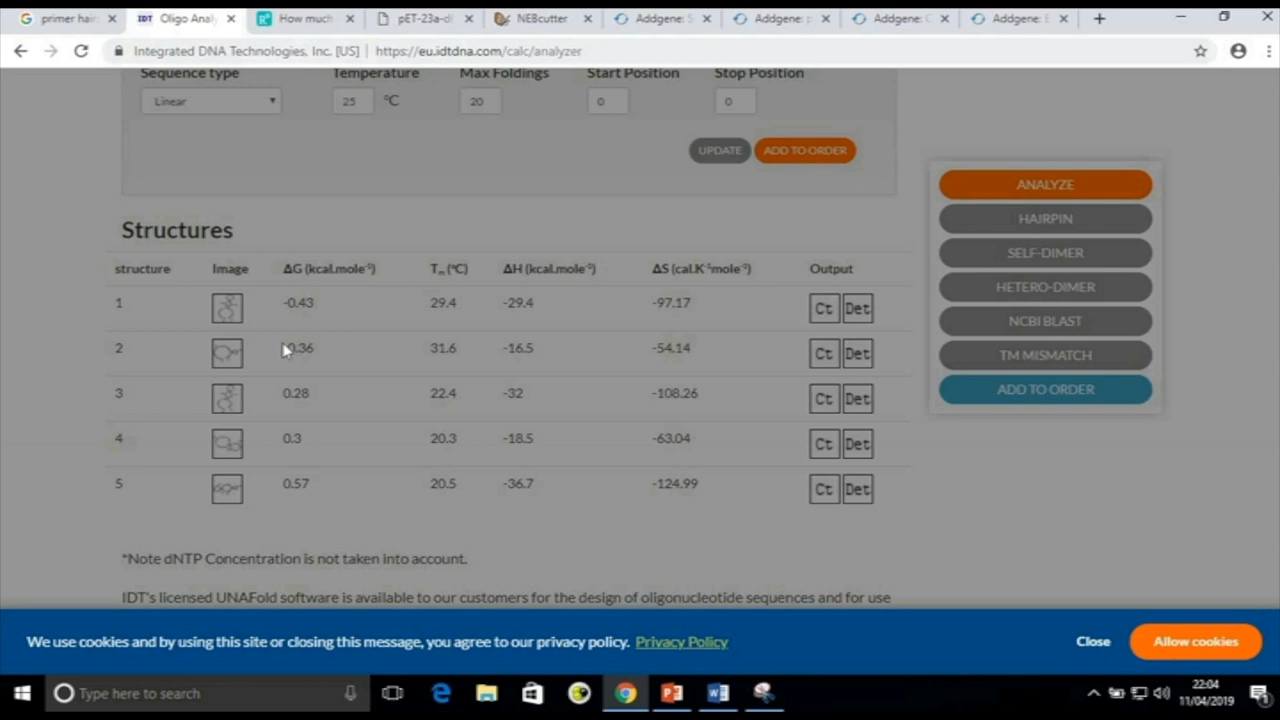 primer hair
IDT Oligo Anal
How much
pET-23a-d(
NEBcutter
Addgene: S
Addgene: p
Addgene: C
Addgene: E
Integrated DNA Technologies, Inc. [US] | https://eu.idtdna.com/calc/analyzer
Sequence type Temperature Max Foldings Start Position Stop Position
Linear 25 °C 20 0 0
UPDATE ADD TO ORDER
ANALYZE
HAIRPIN
SELF-DIMER
HETERO-DIMER
NCBI BLAST
TM MISMATCH
ADD TO ORDER
Structures
structure Image ΔG (kcal.mole⁻¹) Tₘ (°C) ΔH (kcal.mole⁻¹) ΔS (cal.K⁻¹mole⁻¹) Output
1 -0.43 29.4 -29.4 -97.17 Ct Det
2 0.36 31.6 -16.5 -54.14 Ct Det
3 0.28 22.4 -32 -108.26 Ct Det
4 0.3 20.3 -18.5 -63.04 Ct Det
5 0.57 20.5 -36.7 -124.99 Ct Det
*Note dNTP Concentration is not taken into account.
IDT's licensed UNAFold software is available to our customers for the design of oligonucleotide sequences and for use
We use cookies and by using this site or closing this message, you agree to our privacy policy. Privacy Policy
Close Allow cookies
Type here to search
22:04
11/04/2019